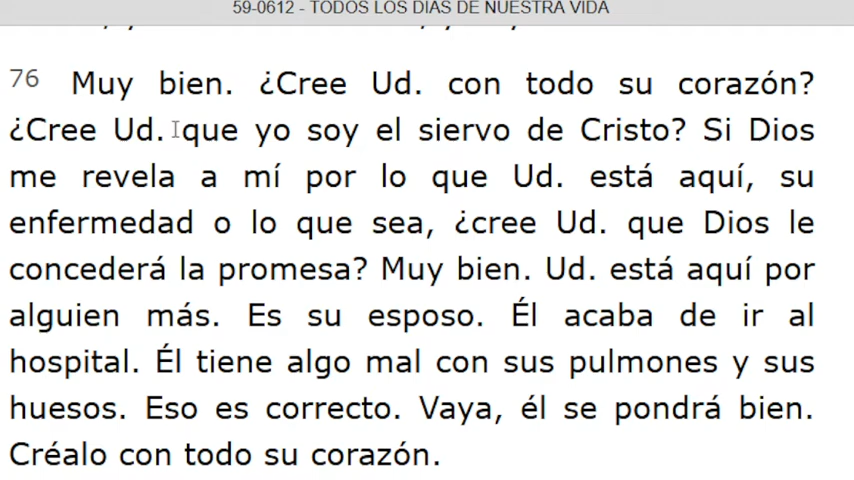 59-0612 - TODOS LOS DIAS DE NUESTRA VIDA
76 Muy bien. ¿Cree Ud. con todo su corazón?
¿Cree Ud. que yo soy el siervo de Cristo? Si Dios
me revela a mí por lo que Ud. está aquí, su
enfermedad o lo que sea, ¿cree Ud. que Dios le
concederá la promesa? Muy bien. Ud. está aquí por
alguien más. Es su esposo. Él acaba de ir al
hospital. Él tiene algo mal con sus pulmones y sus
huesos. Eso es correcto. Vaya, él se pondrá bien.
Créalo con todo su corazón.